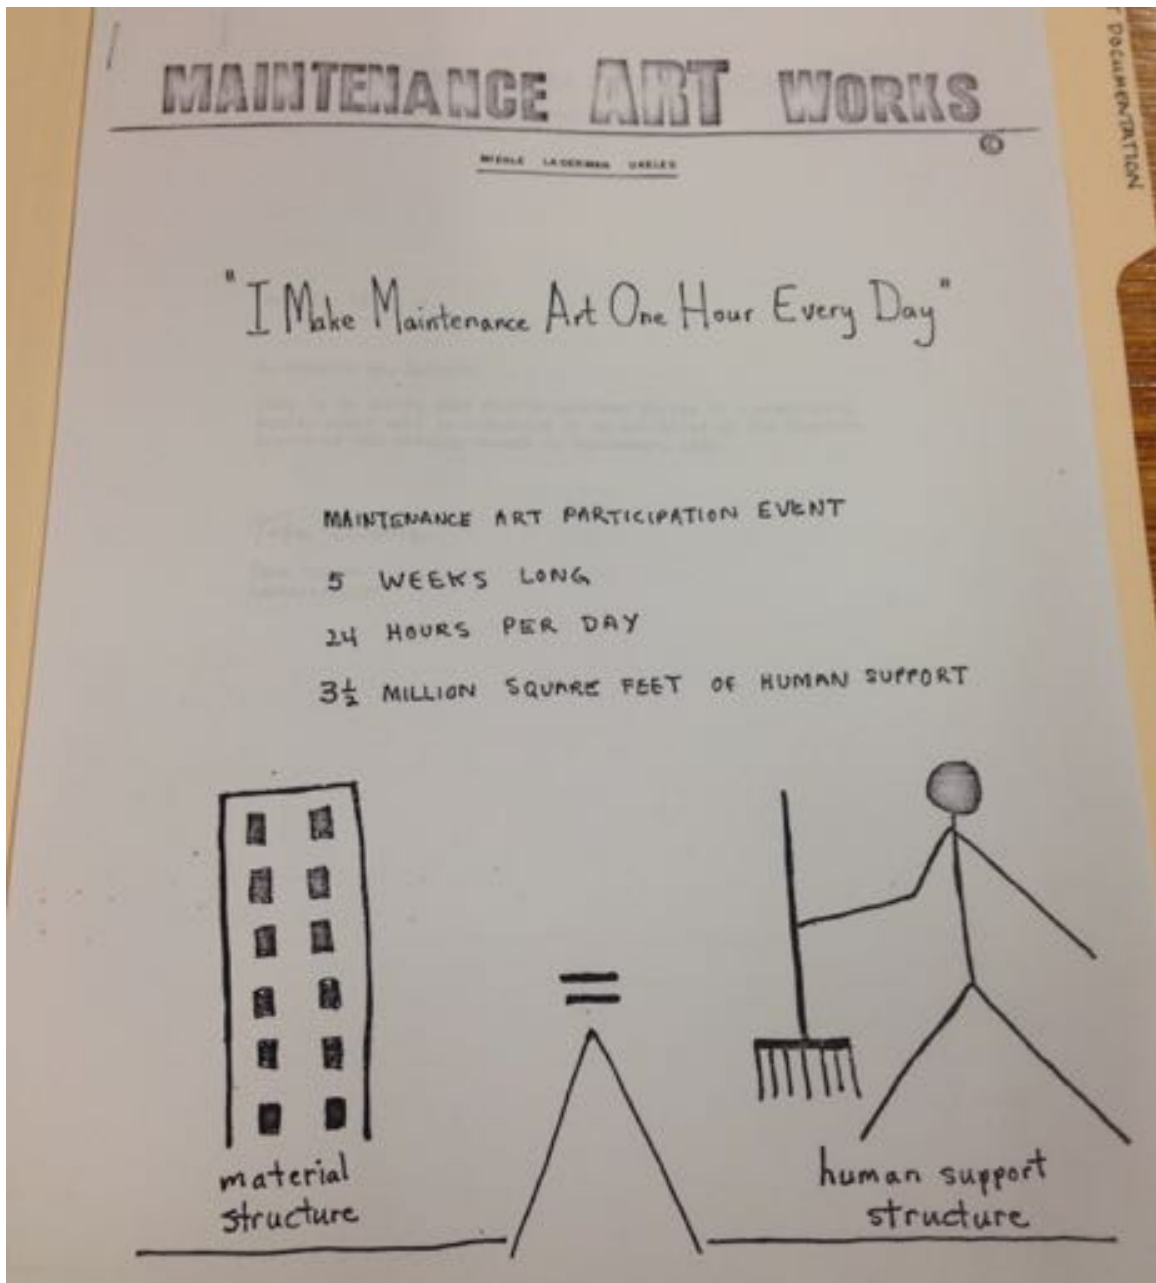 MAINTENANCE ART WORKS
©
MIERLE LADERMAN UKELES
"I Make Maintenance Art One Hour Every Day"
MAINTENANCE ART PARTICIPATION EVENT
5 WEEKS LONG
24 HOURS PER DAY
3½ MILLION SQUARE FEET OF HUMAN SUPPORT
=
material
structure
human support
structure
DOCUMENTATION